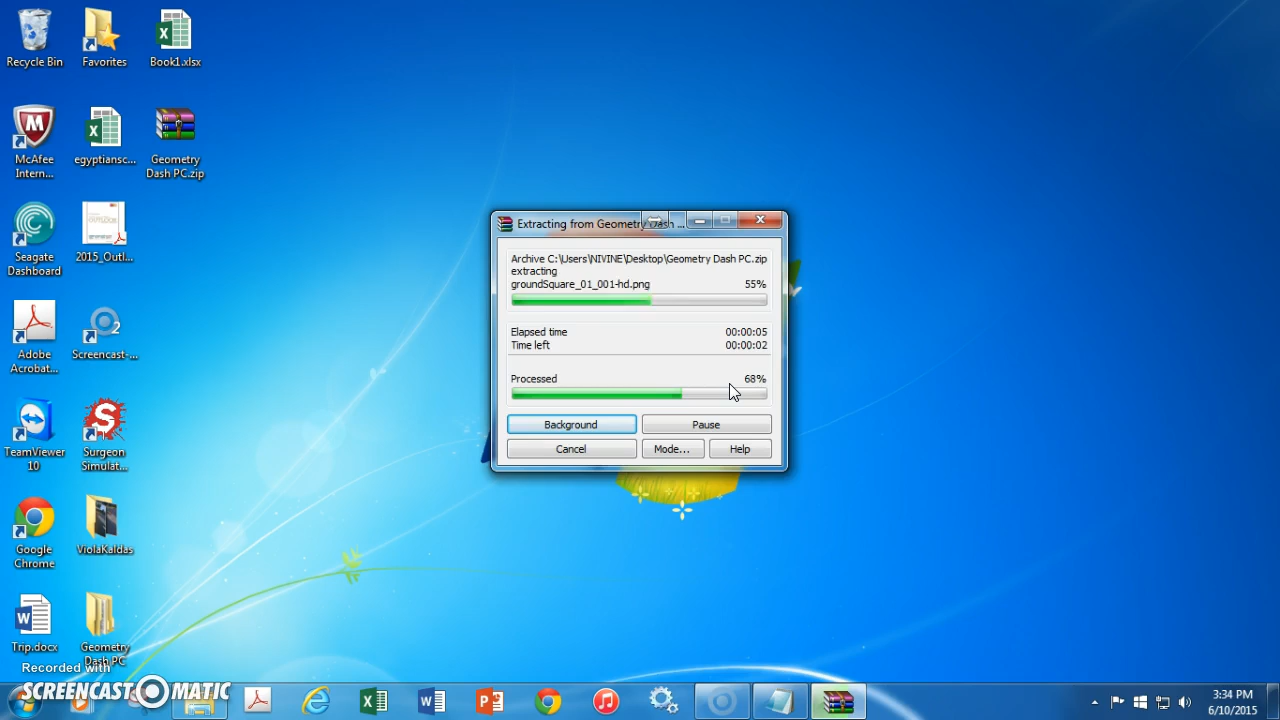 Recycle Bin
Favorites
Book1.xlsx
McAfee
Intern...
egyptiansc...
Geometry
Dash PC.zip
Seagate
Dashboard
2015_Outl...
Adobe
Acrobat...
2
Screencast-...
TeamViewer
10
Surgeon
Simulat...
Google
Chrome
ViolaKaldas
Trip.docx
Geometry
Dash PC
Extracting from Geometry Dash ...
Archive C:\Users\NIVINE\Desktop\Geometry Dash PC.zip
extracting
groundSquare_01_001-hd.png 55%
Elapsed time 00:00:05
Time left 00:00:02
Processed 68%
Background Pause
Cancel Mode... Help
Recorded with
SCREENCAST-O-MATIC
3:34 PM
6/10/2015